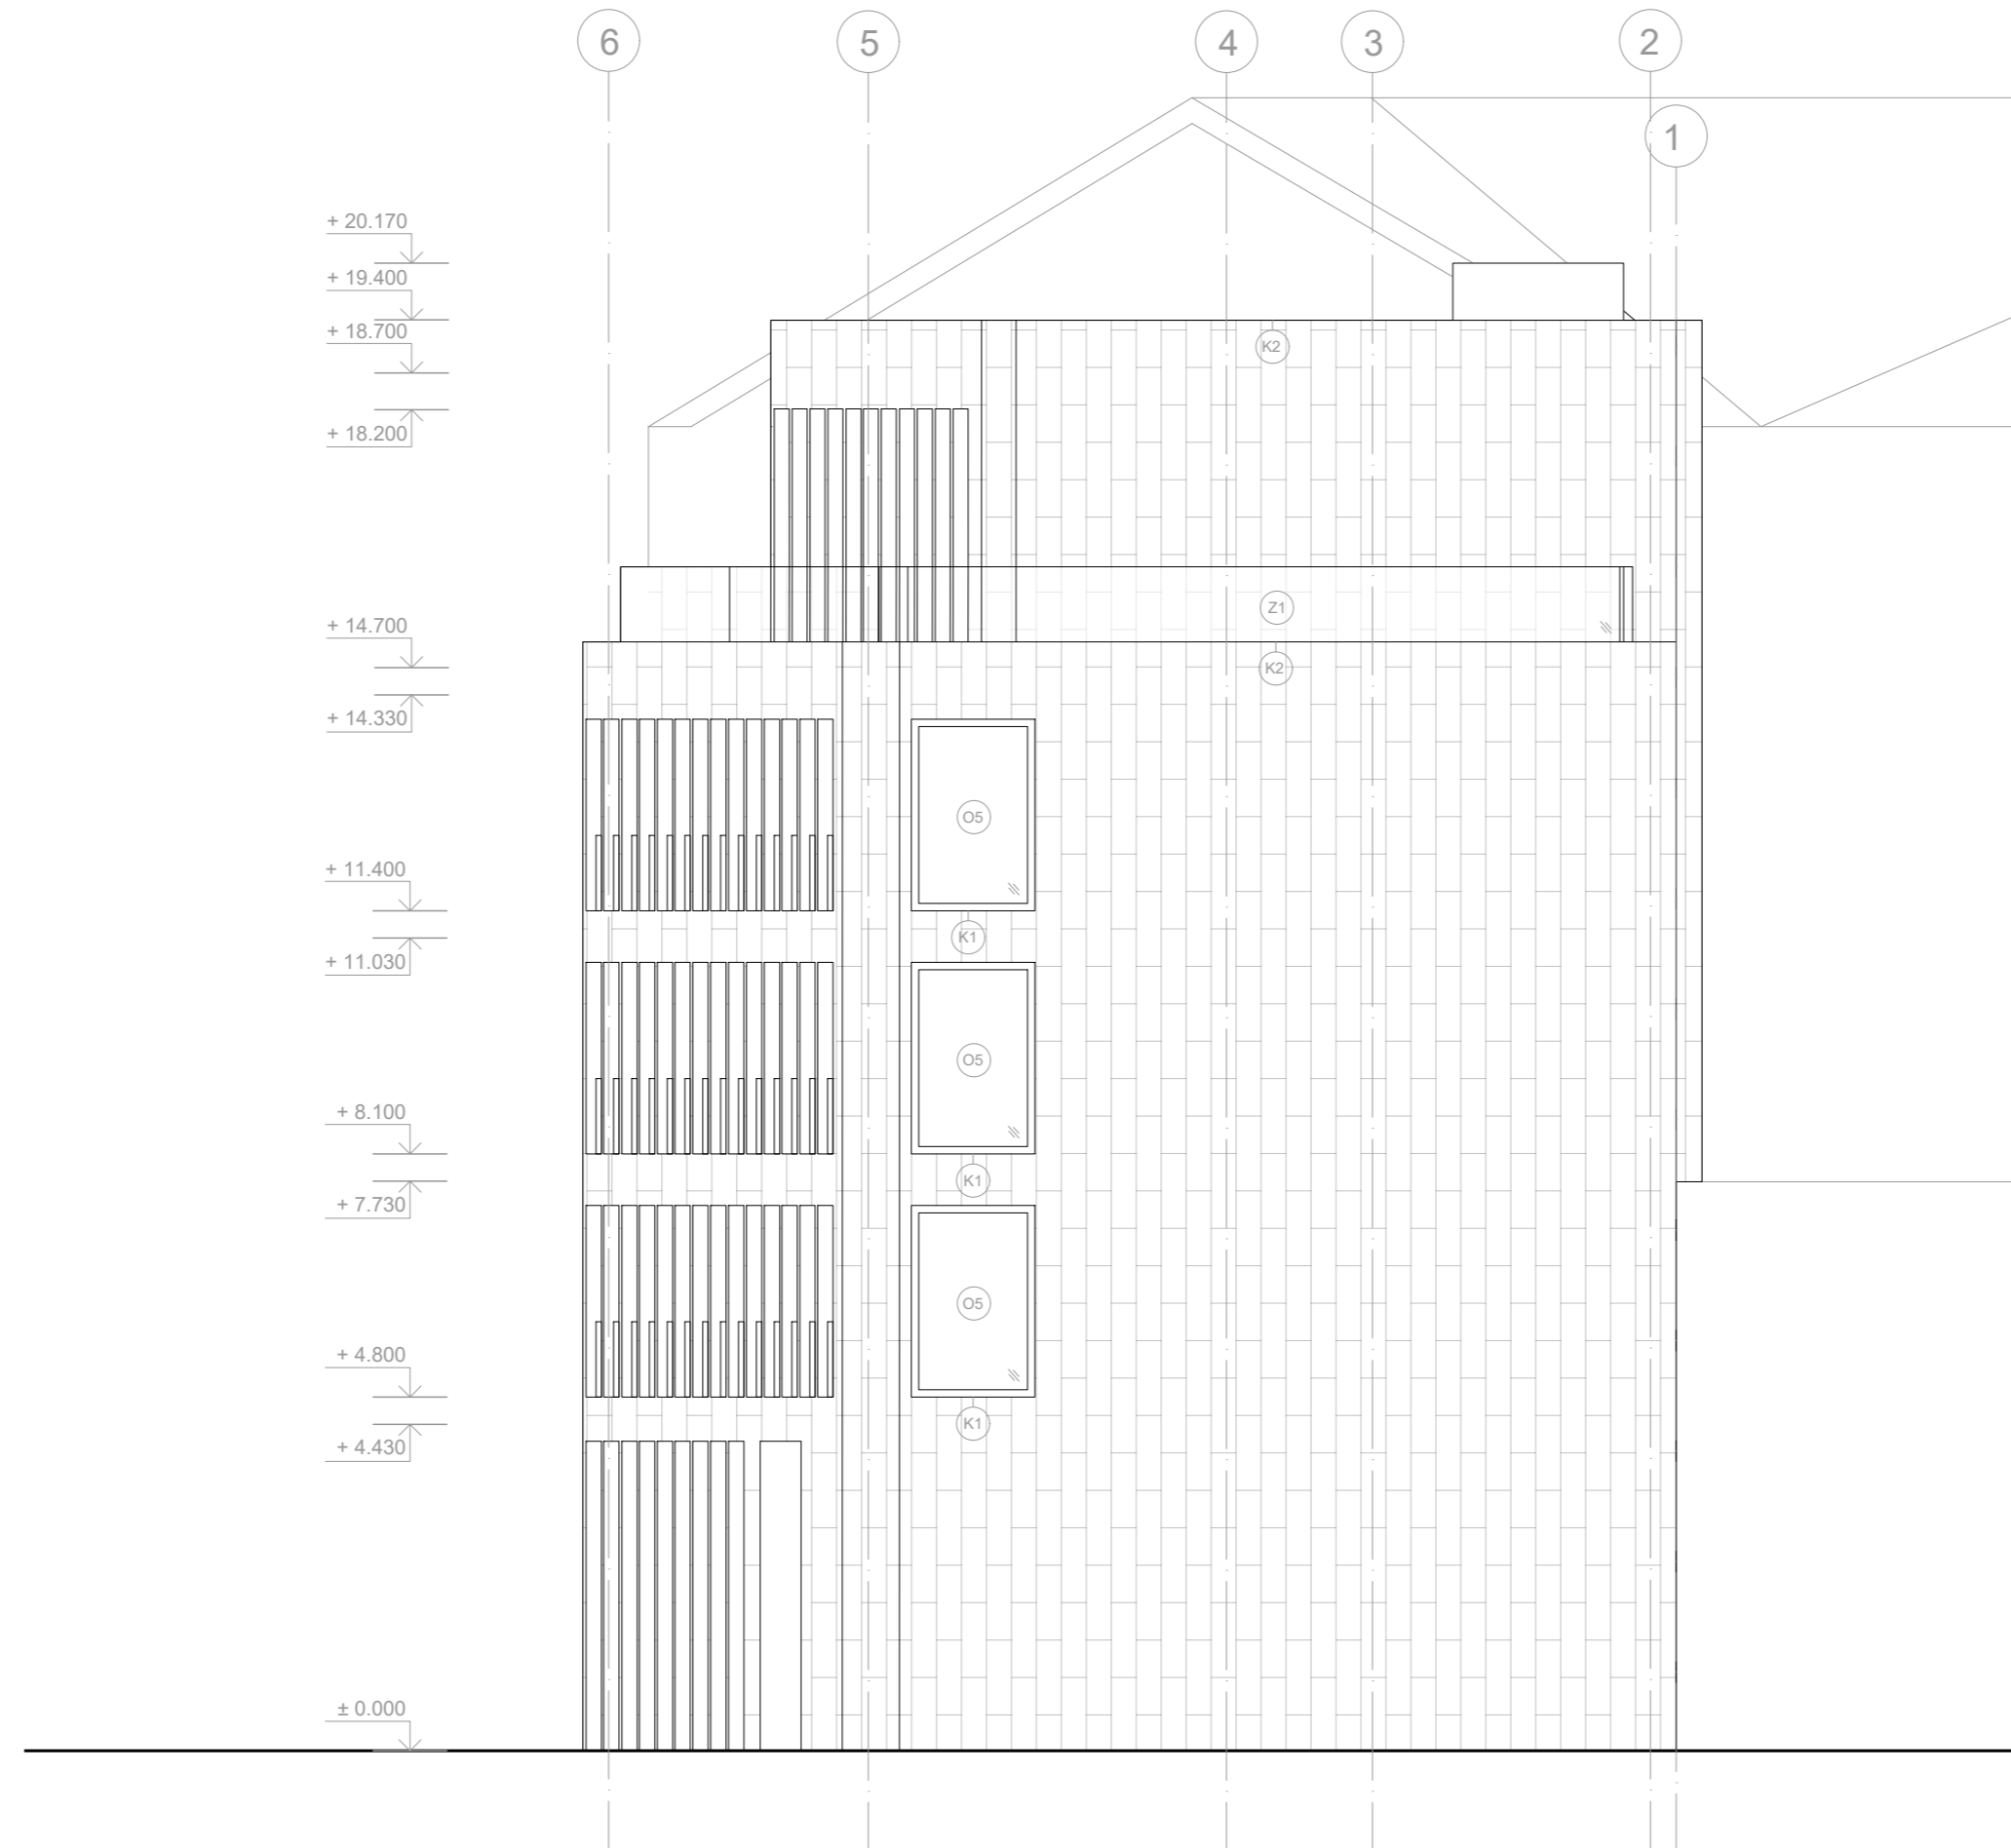 6
5
4
3
2
1
+ 20.170
+ 19.400
+ 18.700
K2
+ 18.200
Z1
+ 14.700
K2
+ 14.330
O5
+ 11.400
K1
+ 11.030
O5
+ 8.100
K1
+ 7.730
O5
+ 4.800
K1
+ 4.430
± 0.000